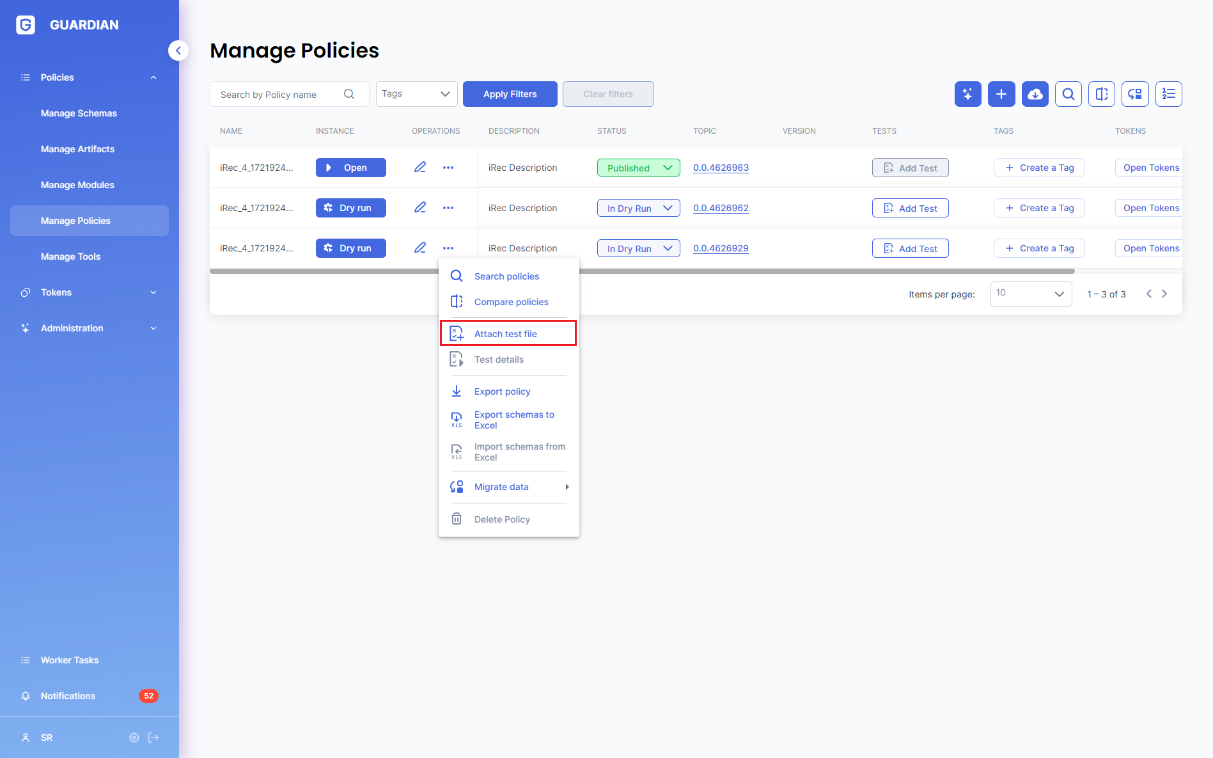 GUARDIAN
Policies
Manage Schemas
Manage Artifacts
Manage Modules
Manage Policies
Manage Tools
Tokens
Administration
Worker Tasks
Notifications 52
SR
Manage Policies
Search by Policy name Tags Apply Filters Clear filters
NAME INSTANCE OPERATIONS DESCRIPTION STATUS TOPIC VERSION TESTS TAGS TOKENS
iRec_4_1721924... Open iRec Description Published 0.0.4626963 Add Test Create a Tag Open Tokens
iRec_4_1721924... Dry run iRec Description In Dry Run 0.0.4626962 Add Test Create a Tag Open Tokens
iRec_4_1721924... Dry run iRec Description In Dry Run 0.0.4626929 Add Test Create a Tag Open Tokens
Items per page: 10 1 – 3 of 3
Search policies
Compare policies
Attach test file
Test details
Export policy
XLS Export schemas to
Excel
XLS Import schemas from
Excel
Migrate data
Delete Policy